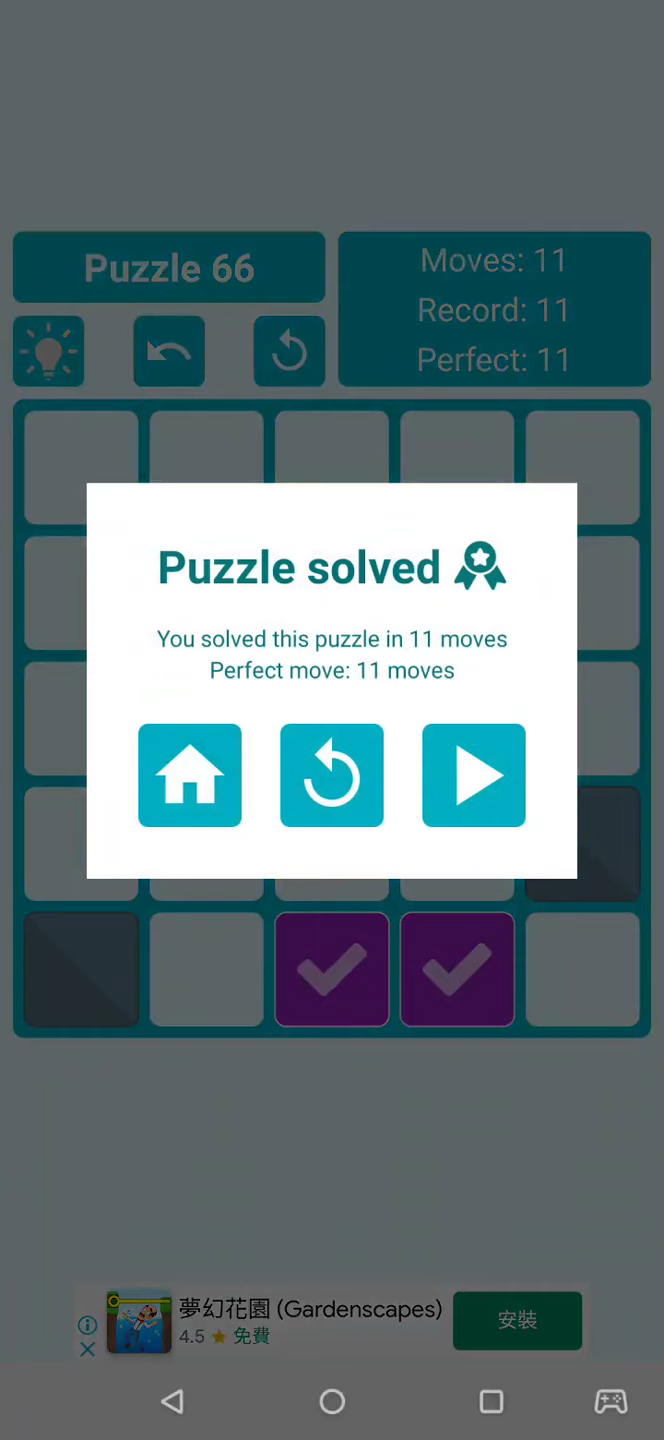 Puzzle 66
Moves: 11
Record: 11
Perfect: 11
Puzzle solved
You solved this puzzle in 11 moves
Perfect move: 11 moves
夢幻花園 (Gardenscapes)
4.5 ★ 免費
安裝